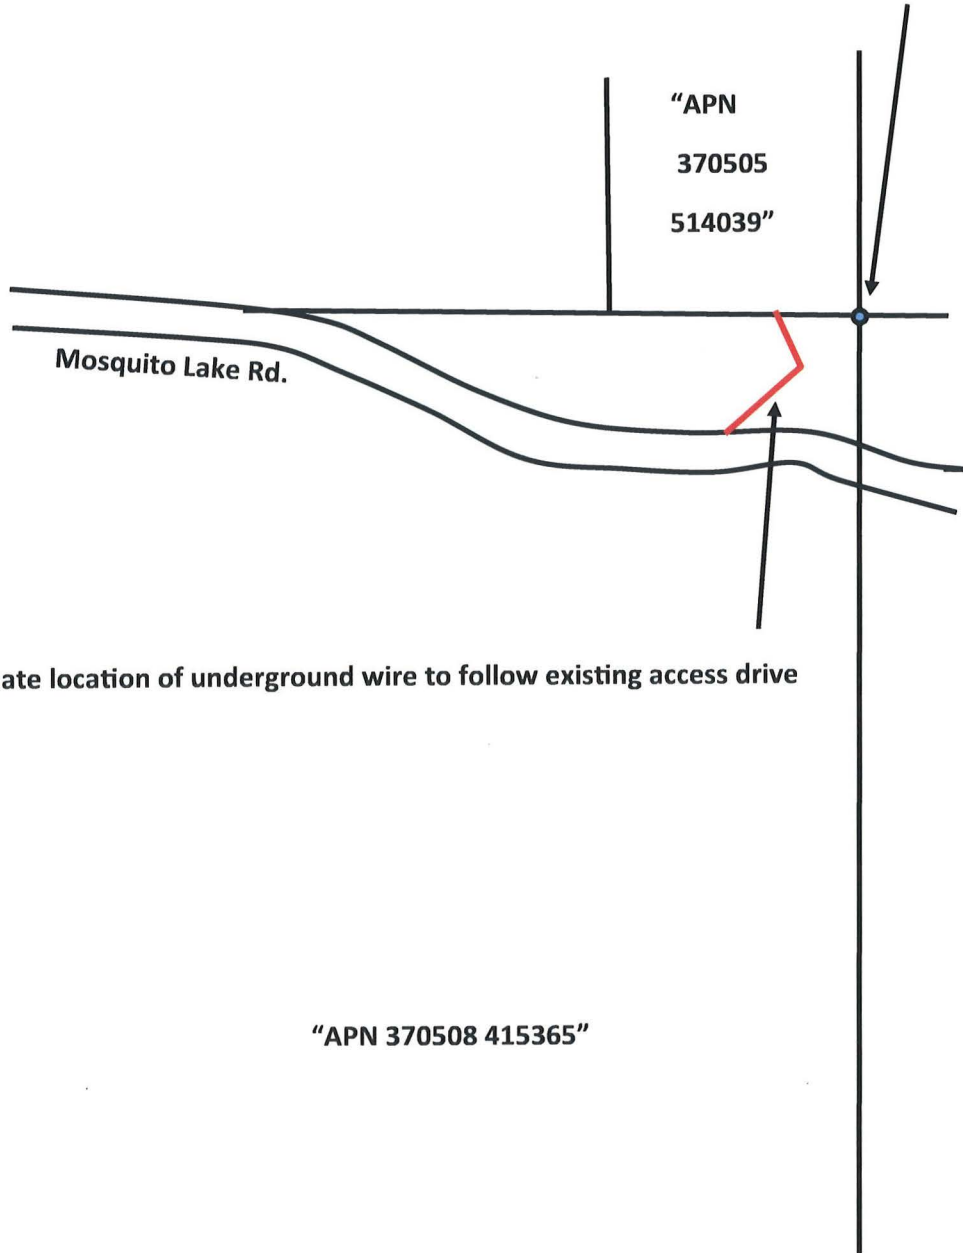 “APN
370505
514039”
Mosquito Lake Rd.
ate location of underground wire to follow existing access drive
“APN 370508 415365”